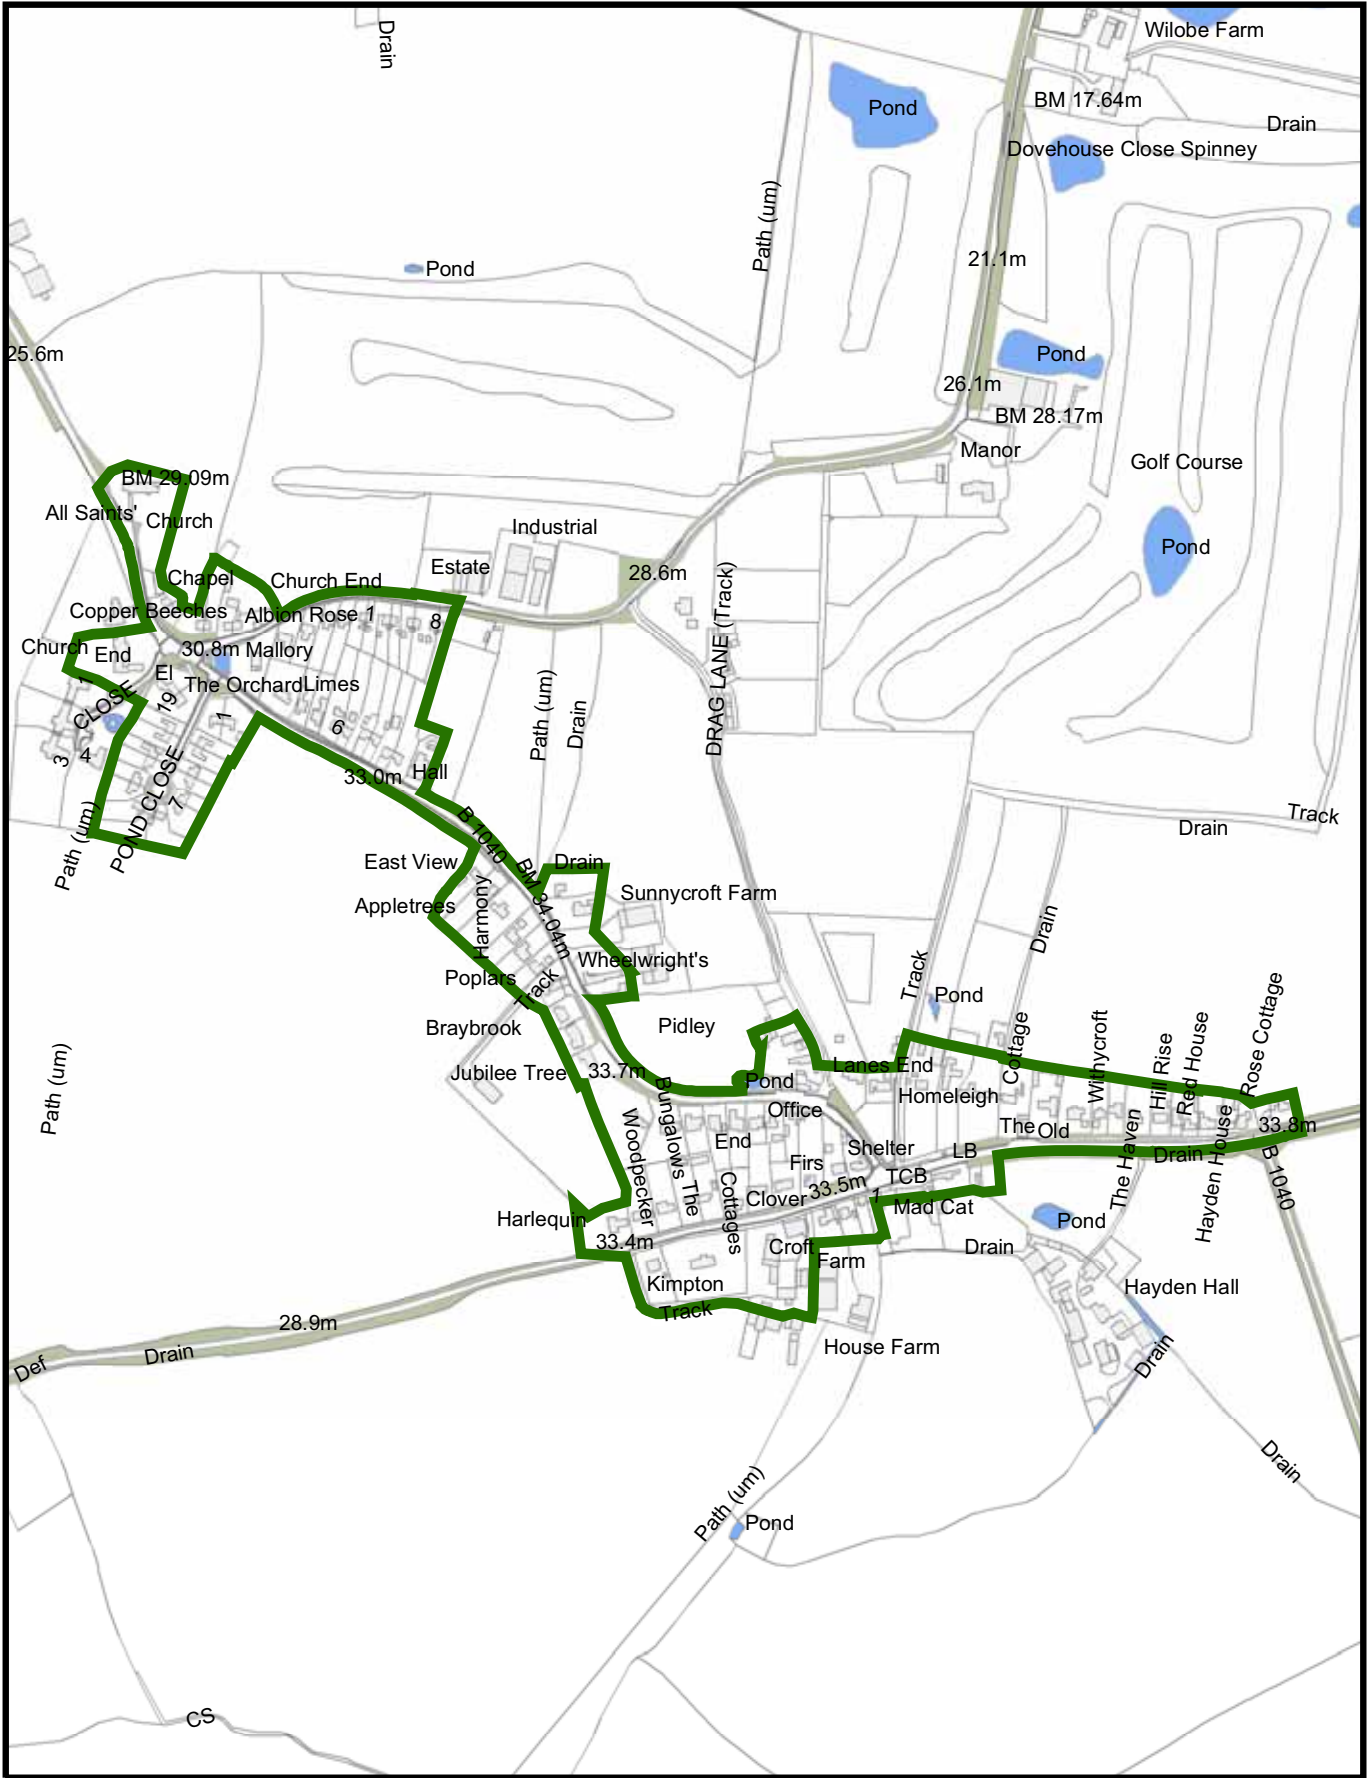 Drain
Wilobe Farm
Pond
BM 17.64m
Drain
Dovehouse Close Spinney
Path (um)
21.1m
Pond
25.6m
Pond
26.1m
BM 28.17m
Manor
Golf Course
BM 29.09m
All Saints'
Church
Industrial
Pond
Chapel
Church End
Estate
28.6m
Copper Beeches
Albion Rose 1
8
DRAG LANE (Track)
Church
End
30.8m Mallory
El
The Orchard
Limes
1
CLOSE
19
1
6
Path (um)
Drain
3
4
33.0m
Hall
POND CLOSE
7
Path (um)
B 1040
Track
Drain
East View
BM 34.04m
Drain
Sunnycroft Farm
Appletrees
Harmony
Drain
Wheelwright's
Poplars
Track
Track
Pond
Braybrook
Pidley
Cottage
Withycroft
Hill Rise
Red House
Rose Cottage
Path (um)
Jubilee Tree
33.7m
Pond
Lanes End
Homeleigh
Bungalows
Office
Woodpecker
End
Shelter
The
Old
33.8m
LB
Drain
The Haven
Hayden House
B 1040
Firs
TCB
The
Cottages
Clover
33.5m
1
Mad Cat
Harlequin
Pond
33.4m
Croft
Farm
Drain
Kimpton
Hayden Hall
Track
28.9m
House Farm
Def
Drain
Drain
Drain
Path (um)
Pond
CS